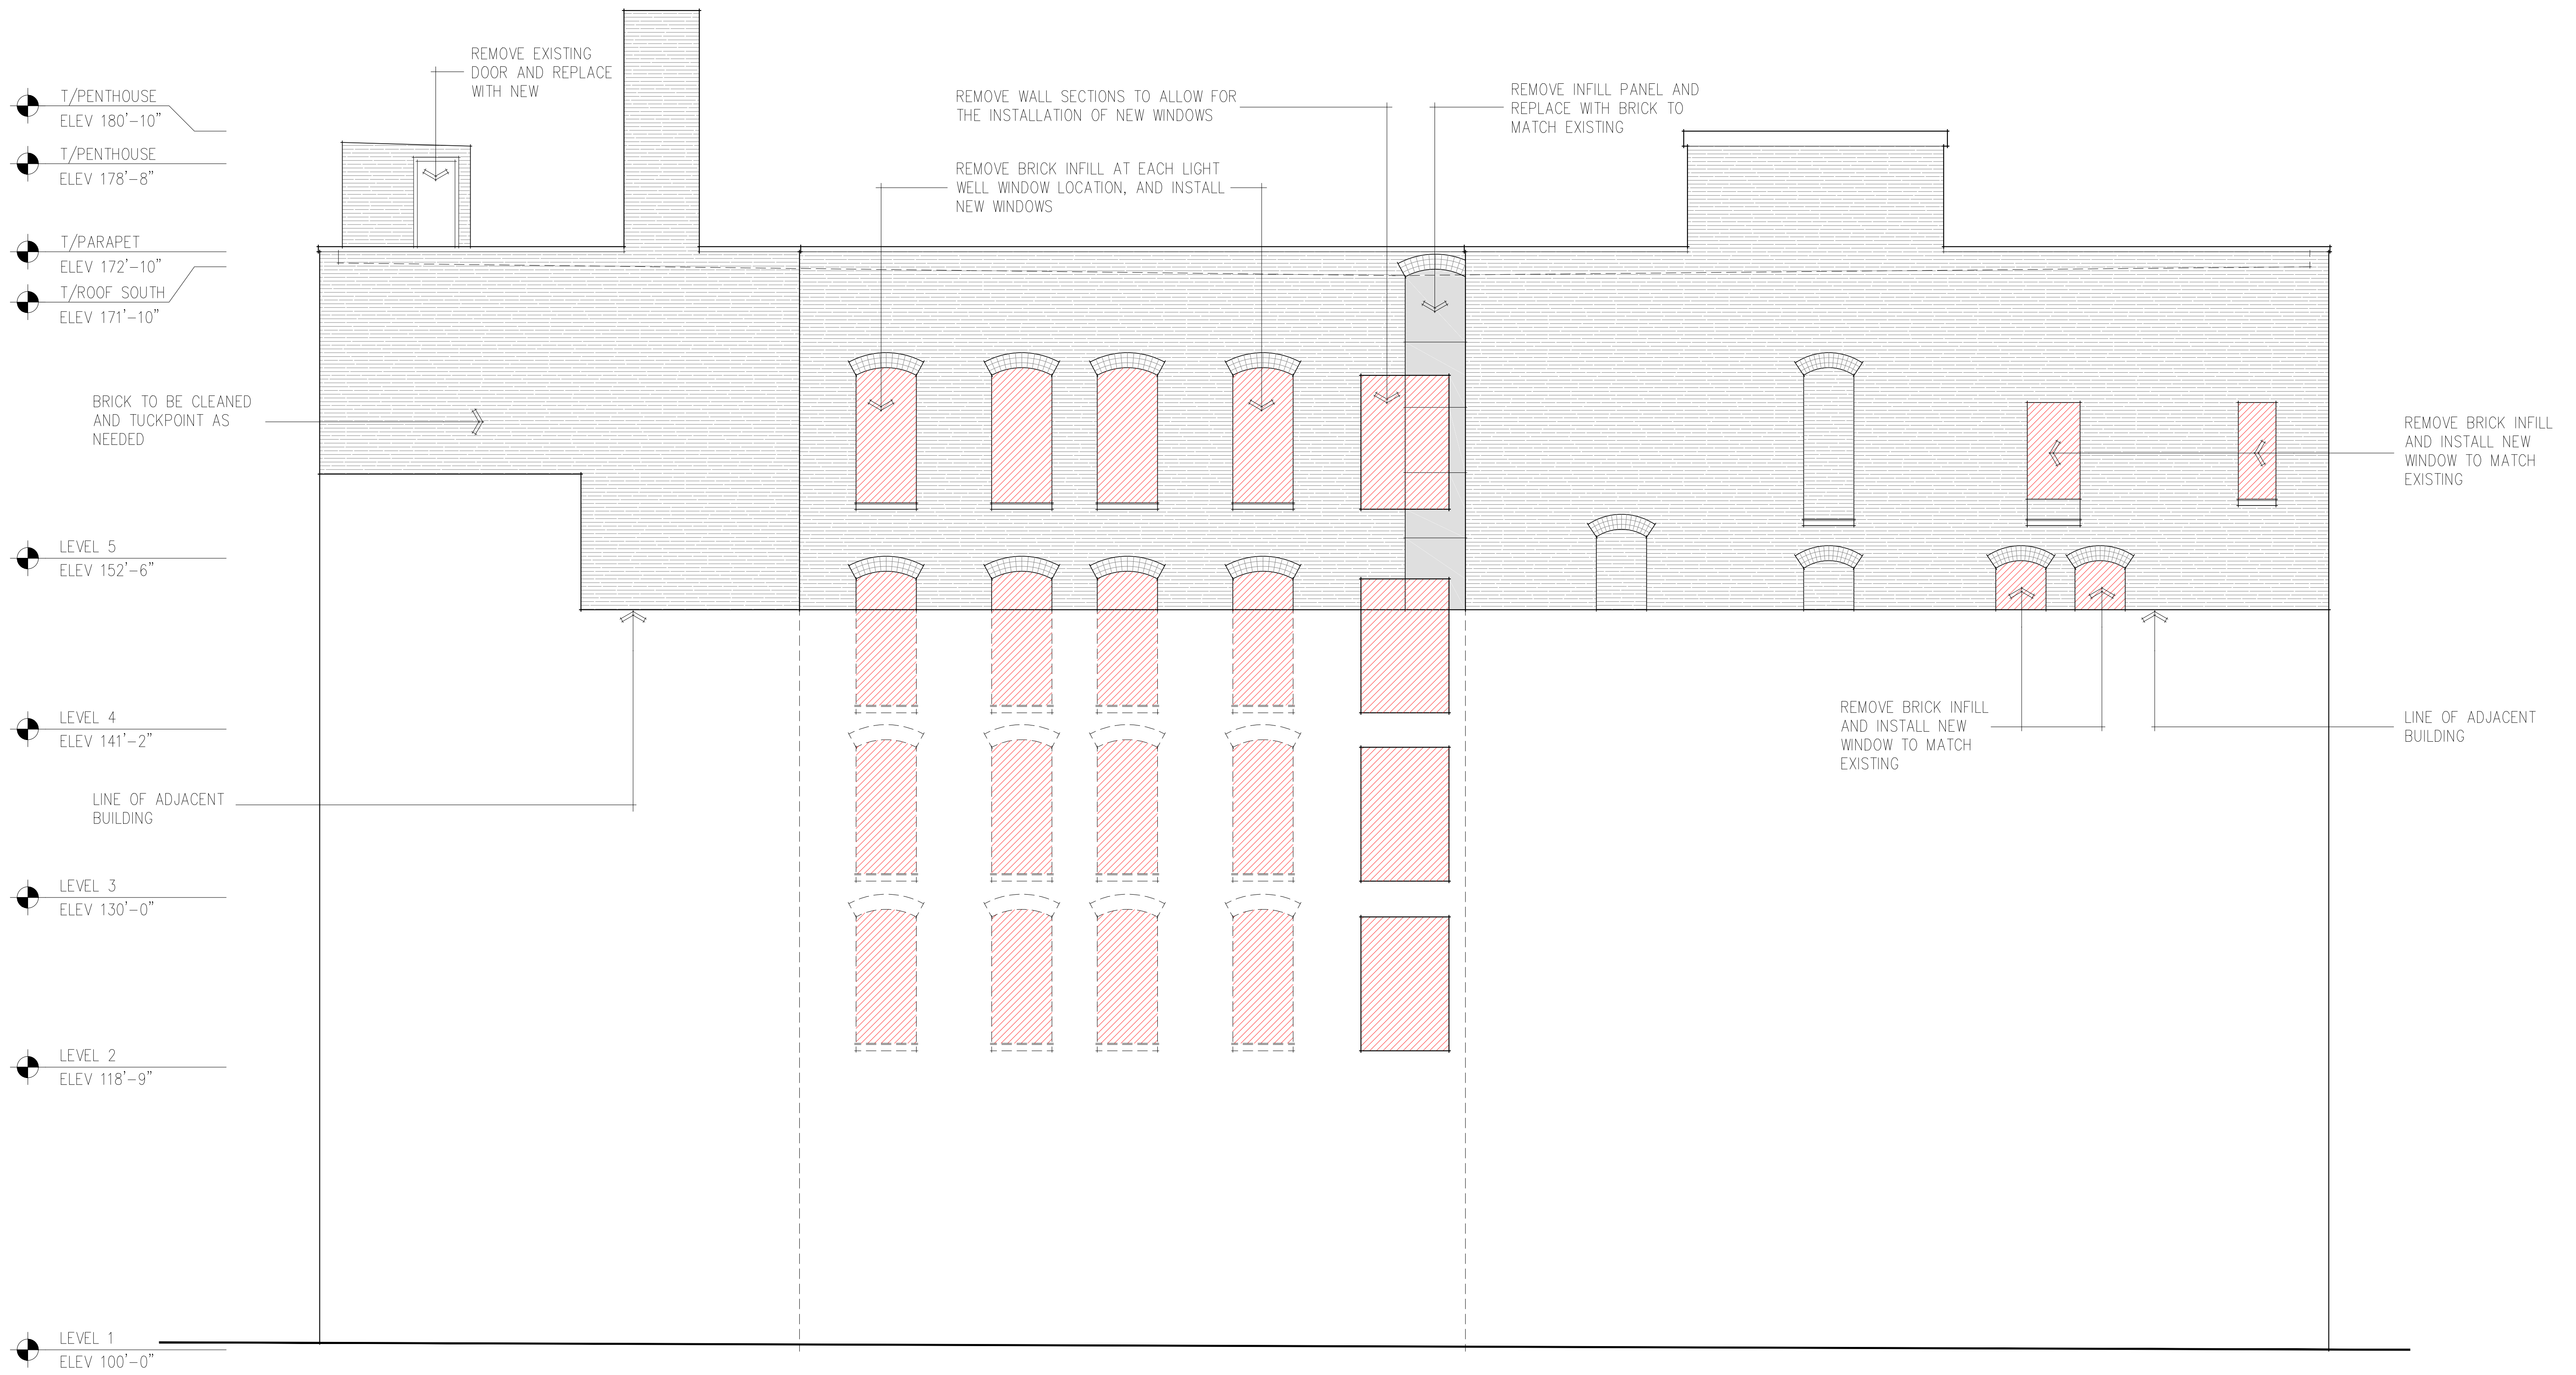 REMOVE EXISTING
DOOR AND REPLACE
WITH NEW
REMOVE WALL SECTIONS TO ALLOW FOR
THE INSTALLATION OF NEW WINDOWS
REMOVE INFILL PANEL AND
REPLACE WITH BRICK TO
MATCH EXISTING
REMOVE BRICK INFILL AT EACH LIGHT
WELL WINDOW LOCATION, AND INSTALL
NEW WINDOWS
T/PENTHOUSE
ELEV 180'-10"
T/PENTHOUSE
ELEV 178'-8"
T/PARAPET
ELEV 172'-10"
T/ROOF SOUTH
ELEV 171'-10"
BRICK TO BE CLEANED
AND TUCKPOINT AS
NEEDED
REMOVE BRICK INFILL
AND INSTALL NEW
WINDOW TO MATCH
EXISTING
LEVEL 5
ELEV 152'-6"
LEVEL 4
ELEV 141'-2"
REMOVE BRICK INFILL
AND INSTALL NEW
WINDOW TO MATCH
EXISTING
LINE OF ADJACENT
BUILDING
LINE OF ADJACENT
BUILDING
LEVEL 3
ELEV 130'-0"
LEVEL 2
ELEV 118'-9"
LEVEL 1
ELEV 100'-0"